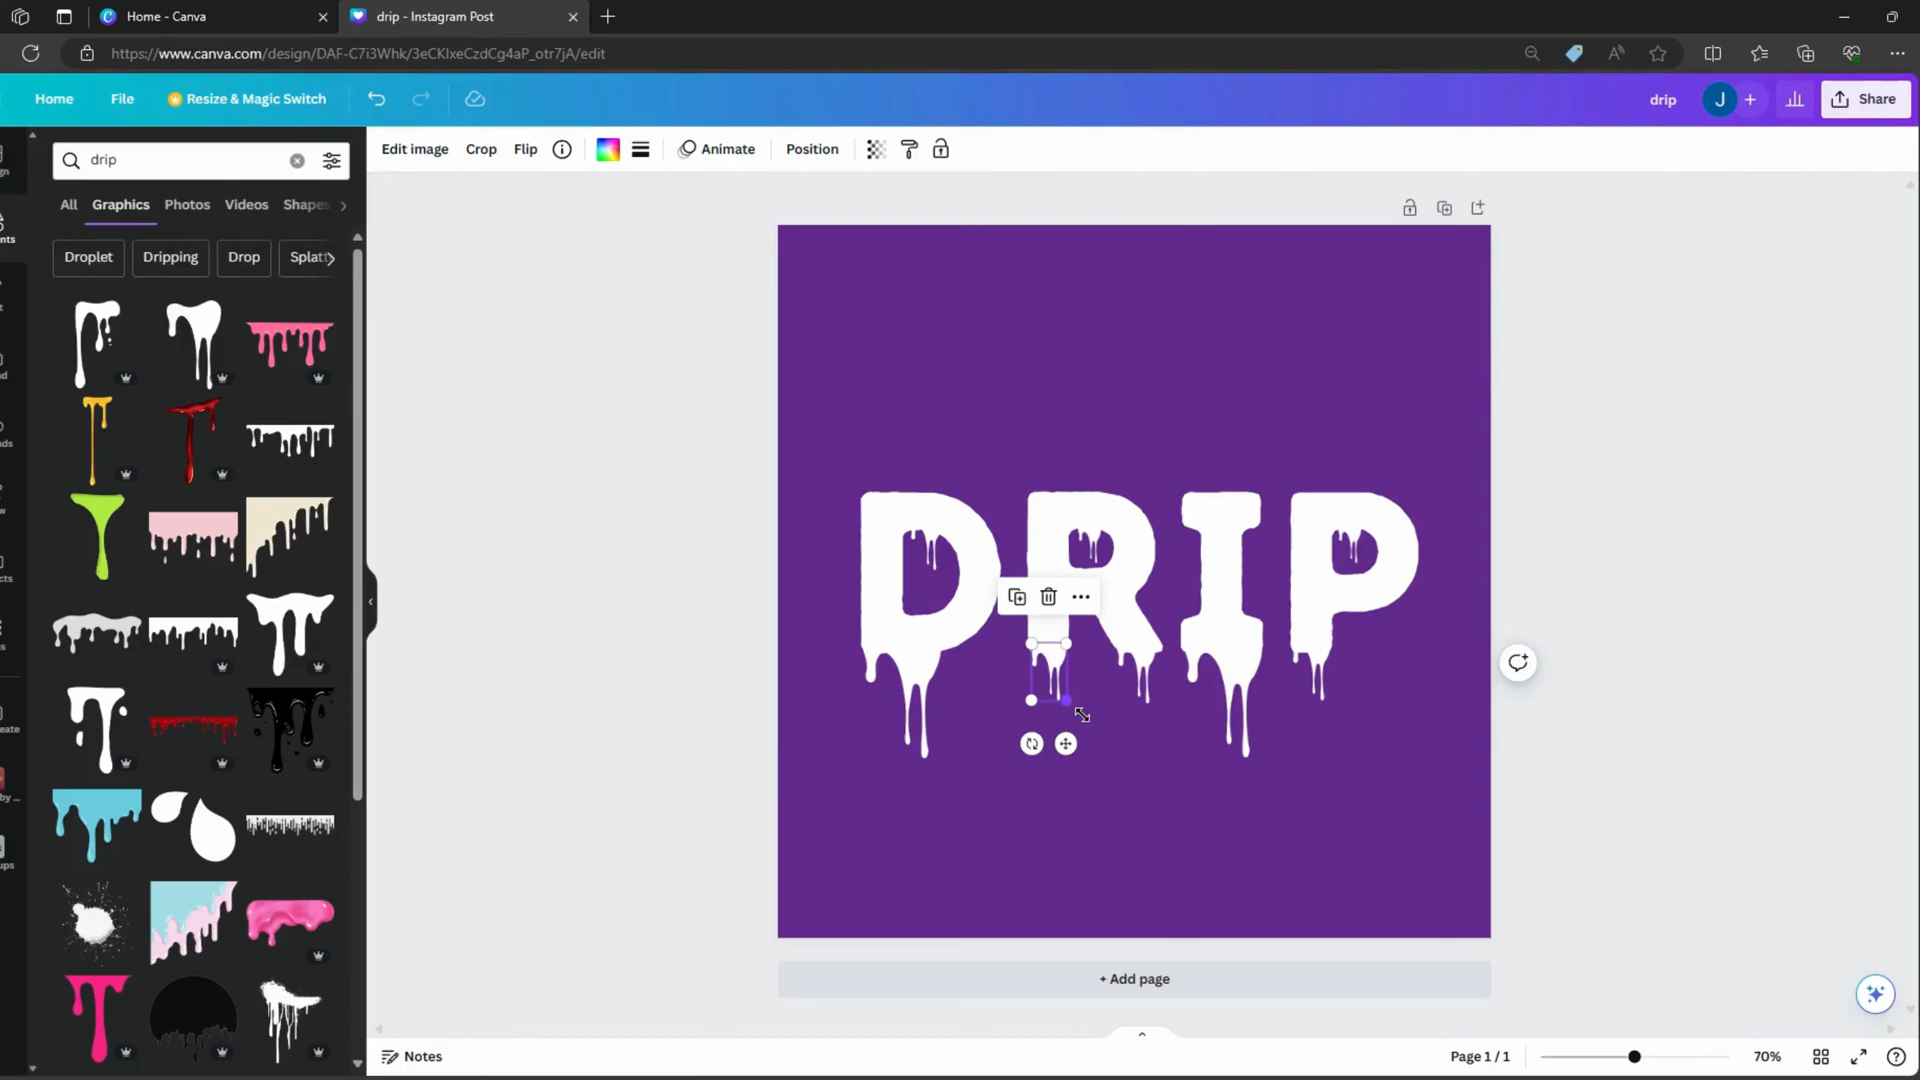 Home - Canva
drip - Instagram Post
https://www.canva.com/design/DAF-C7i3Whk/3eCKlxeCzdCg4aP_otr7jA/edit
Home
File
Resize & Magic Switch
drip
J
Share
drip
Edit image
Crop
Flip
Animate
Position
All
Graphics
Photos
Videos
Shapes
Droplet
Dripping
Drop
Splatt
DRIP
+ Add page
Notes
Page 1 / 1
70%